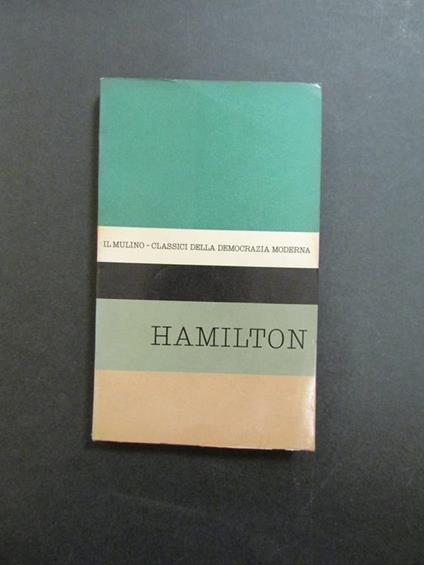 IL MULINO - CLASSICI DELLA DEMOCRAZIA MODERNA
HAMILTON